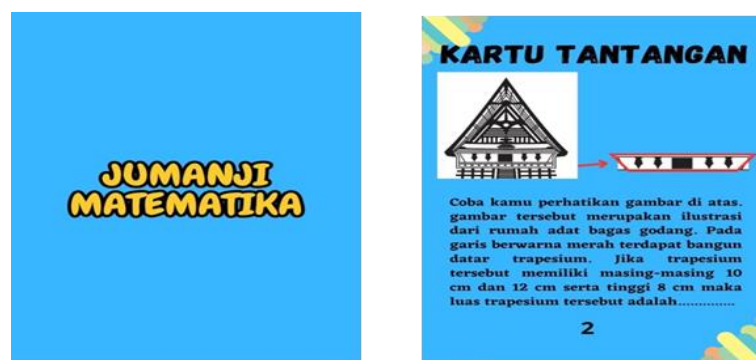 JUMANJI
MATEMATIKA
KARTU TANTANGAN
Coba kamu perhatikan gambar di atas.
gambar tersebut merupakan ilustrasi
dari rumah adat bagas godang. Pada
garis berwarna merah terdapat bangun
datar trapesium. Jika trapesium
tersebut memiliki masing-masing 10
cm dan 12 cm serta tinggi 8 cm maka
luas trapesium tersebut adalah..............
2